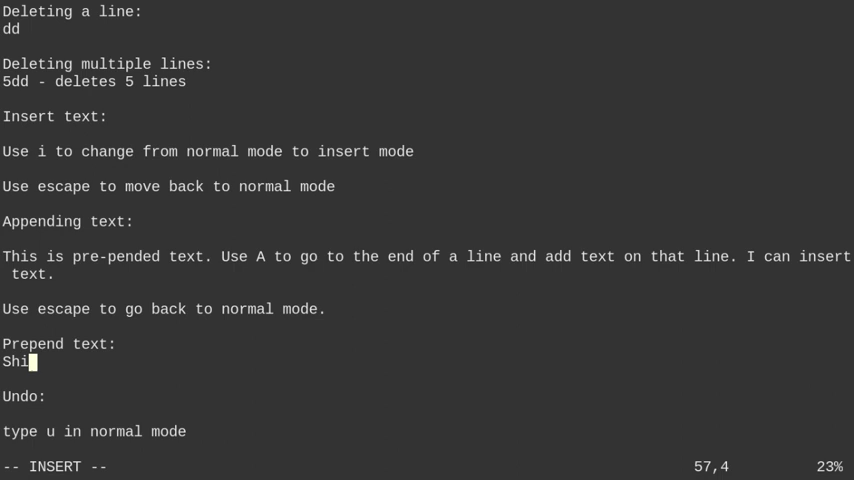 Deleting a line:
dd
Deleting multiple lines:
5dd - deletes 5 lines
Insert text:
Use i to change from normal mode to insert mode
Use escape to move back to normal mode
Appending text:
This is pre-pended text. Use A to go to the end of a line and add text on that line. I can insert
text.
Use escape to go back to normal mode.
Prepend text:
Shi
Undo:
type u in normal mode
-- INSERT -- 57,4 23%